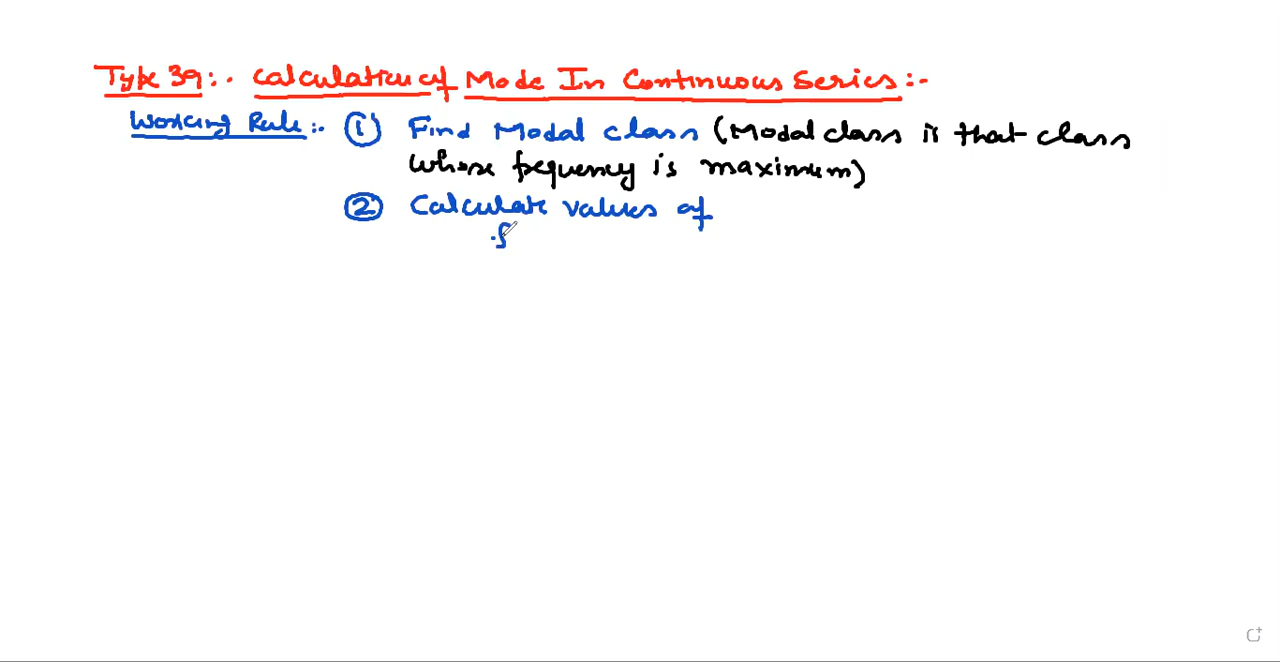 Type 39:- Calculation of Mode In Continuous Series:-
Working Rule:- ① Find Modal class (Modal class is that class
whose frequency is maximum)
② Calculate values of